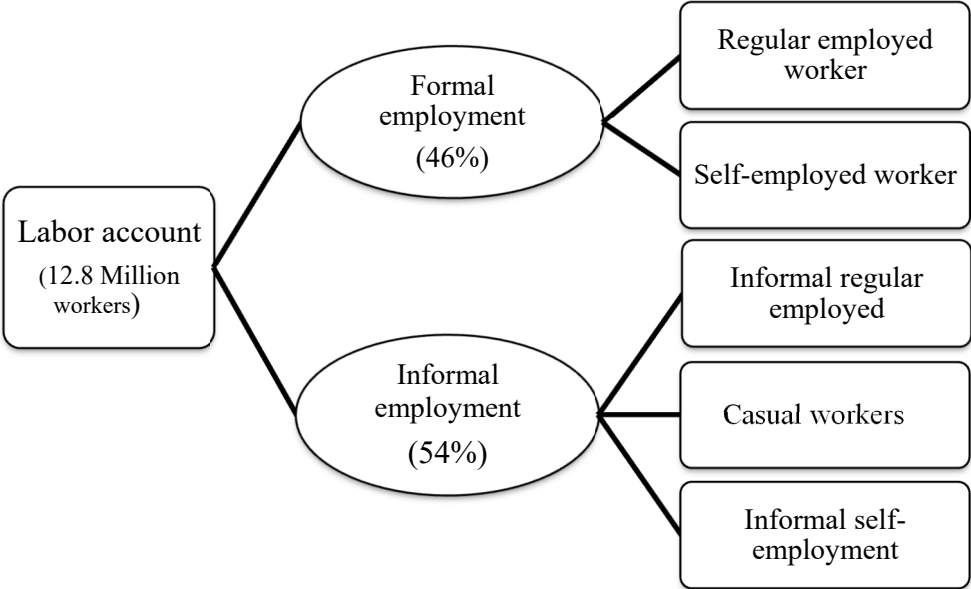 Labor account
(12.8 Million
workers)
Formal
employment
(46%)
Regular employed
worker
Self-employed worker
Informal
employment
(54%)
Informal regular
employed
Casual workers
Informal self-
employment